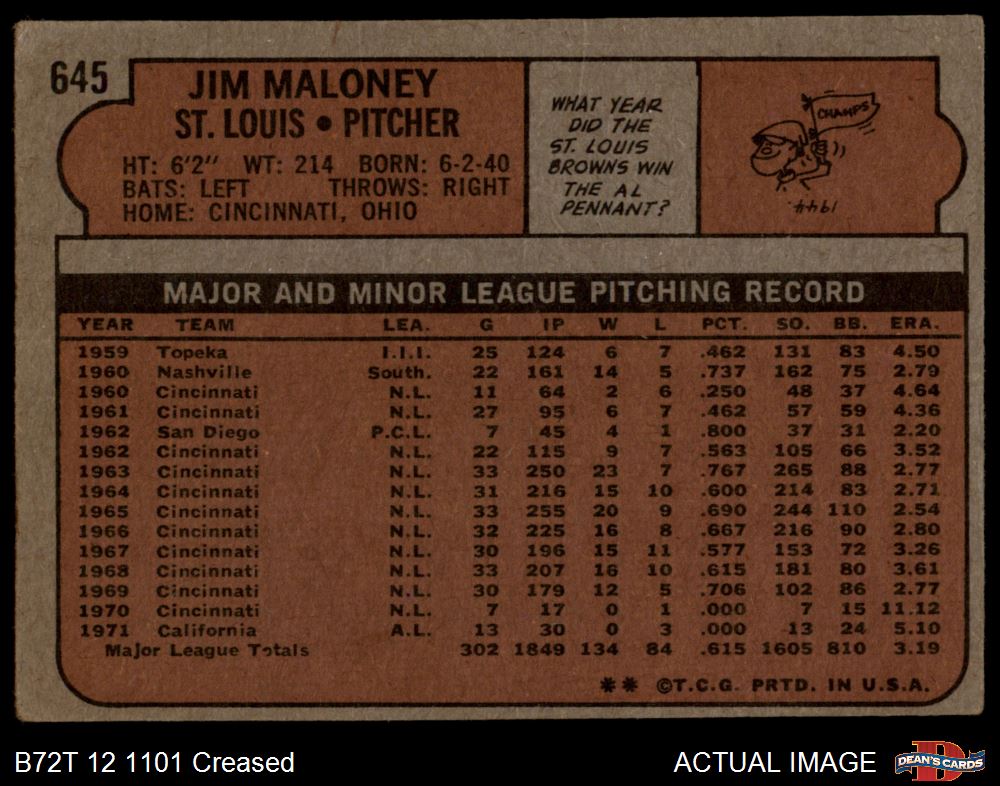 645
JIM MALONEY
ST. LOUIS • PITCHER
HT: 6'2" WT: 214 BORN: 6-2-40
BATS: LEFT THROWS: RIGHT
HOME: CINCINNATI, OHIO
WHAT YEAR
DID THE
ST. LOUIS
BROWNS WIN
THE AL
PENNANT?
CHAMPS
1944.
MAJOR AND MINOR LEAGUE PITCHING RECORD
YEAR TEAM LEA. G IP W L PCT. SO. BB. ERA.
1959 Topeka I.I.I. 25 124 6 7 .462 131 83 4.50
1960 Nashville South. 22 161 14 5 .737 162 75 2.79
1960 Cincinnati N.L. 11 64 2 6 .250 48 37 4.64
1961 Cincinnati N.L. 27 95 6 7 .462 57 59 4.36
1962 San Diego P.C.L. 7 45 4 1 .800 37 31 2.20
1962 Cincinnati N.L. 22 115 9 7 .563 105 66 3.52
1963 Cincinnati N.L. 33 250 23 7 .767 265 88 2.77
1964 Cincinnati N.L. 31 216 15 10 .600 214 83 2.71
1965 Cincinnati N.L. 33 255 20 9 .690 244 110 2.54
1966 Cincinnati N.L. 32 225 16 8 .667 216 90 2.80
1967 Cincinnati N.L. 30 196 15 11 .577 153 72 3.26
1968 Cincinnati N.L. 33 207 16 10 .615 181 80 3.61
1969 Cincinnati N.L. 30 179 12 5 .706 102 86 2.77
1970 Cincinnati N.L. 7 17 0 1 .000 7 15 11.12
1971 California A.L. 13 30 0 3 .000 13 24 5.10
Major League Totals 302 1849 134 84 .615 1605 810 3.19
** ©T.C.G. PRTD. IN U.S.A.
B72T 12 1101 Creased
ACTUAL IMAGE
D
DEAN'S CARDS